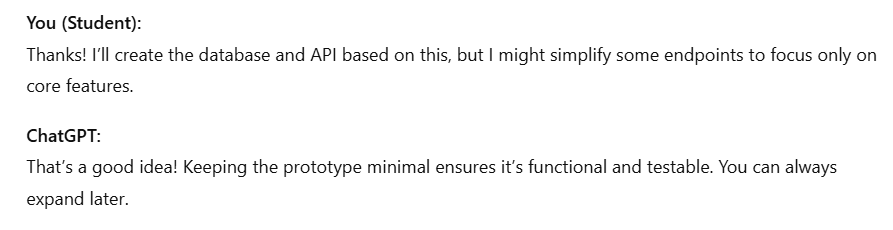 You (Student):
Thanks! I’ll create the database and API based on this, but I might simplify some endpoints to focus only on
core features.
ChatGPT:
That’s a good idea! Keeping the prototype minimal ensures it’s functional and testable. You can always
expand later.